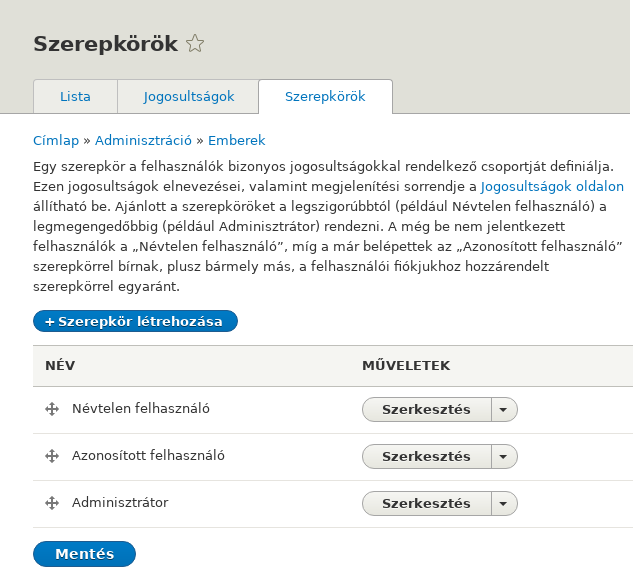 Szerepkörök
Lista Jogosultságok Szerepkörök
Címlap » Adminisztráció » Emberek
Egy szerepkör a felhasználók bizonyos jogosultságokkal rendelkező csoportját definiálja.
Ezen jogosultságok elnevezései, valamint megjelenítési sorrendje a Jogosultságok oldalon
állítható be. Ajánlott a szerepköröket a legszigorúbbtól (például Névtelen felhasználó) a
legmegengedőbbig (például Adminisztrátor) rendezni. A még be nem jelentkezett
felhasználók a „Névtelen felhasználó”, míg a már belépettek az „Azonosított felhasználó”
szerepkörrel bírnak, plusz bármely más, a felhasználói fiókjukhoz hozzárendelt
szerepkörrel egyaránt.
+ Szerepkör létrehozása
NÉV MŰVELETEK
Névtelen felhasználó Szerkesztés
Azonosított felhasználó Szerkesztés
Adminisztrátor Szerkesztés
Mentés